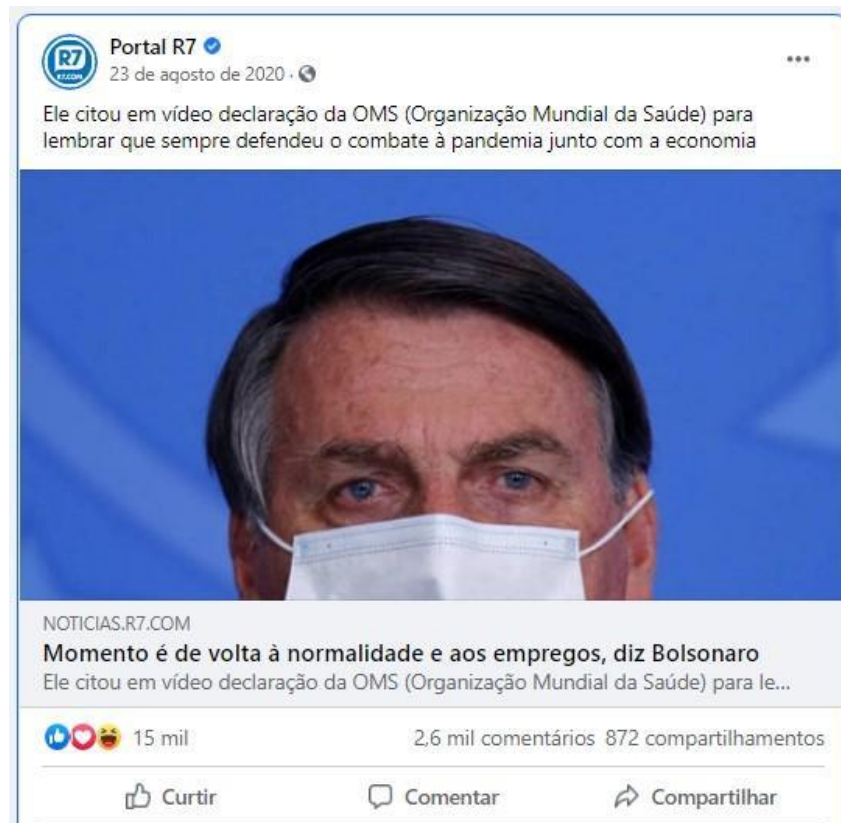 R7
R7.COM
Portal R7
23 de agosto de 2020 ·
Ele citou em vídeo declaração da OMS (Organização Mundial da Saúde) para
lembrar que sempre defendeu o combate à pandemia junto com a economia
NOTICIAS.R7.COM
Momento é de volta à normalidade e aos empregos, diz Bolsonaro
Ele citou em vídeo declaração da OMS (Organização Mundial da Saúde) para le...
15 mil 2,6 mil comentários 872 compartilhamentos
Curtir Comentar Compartilhar